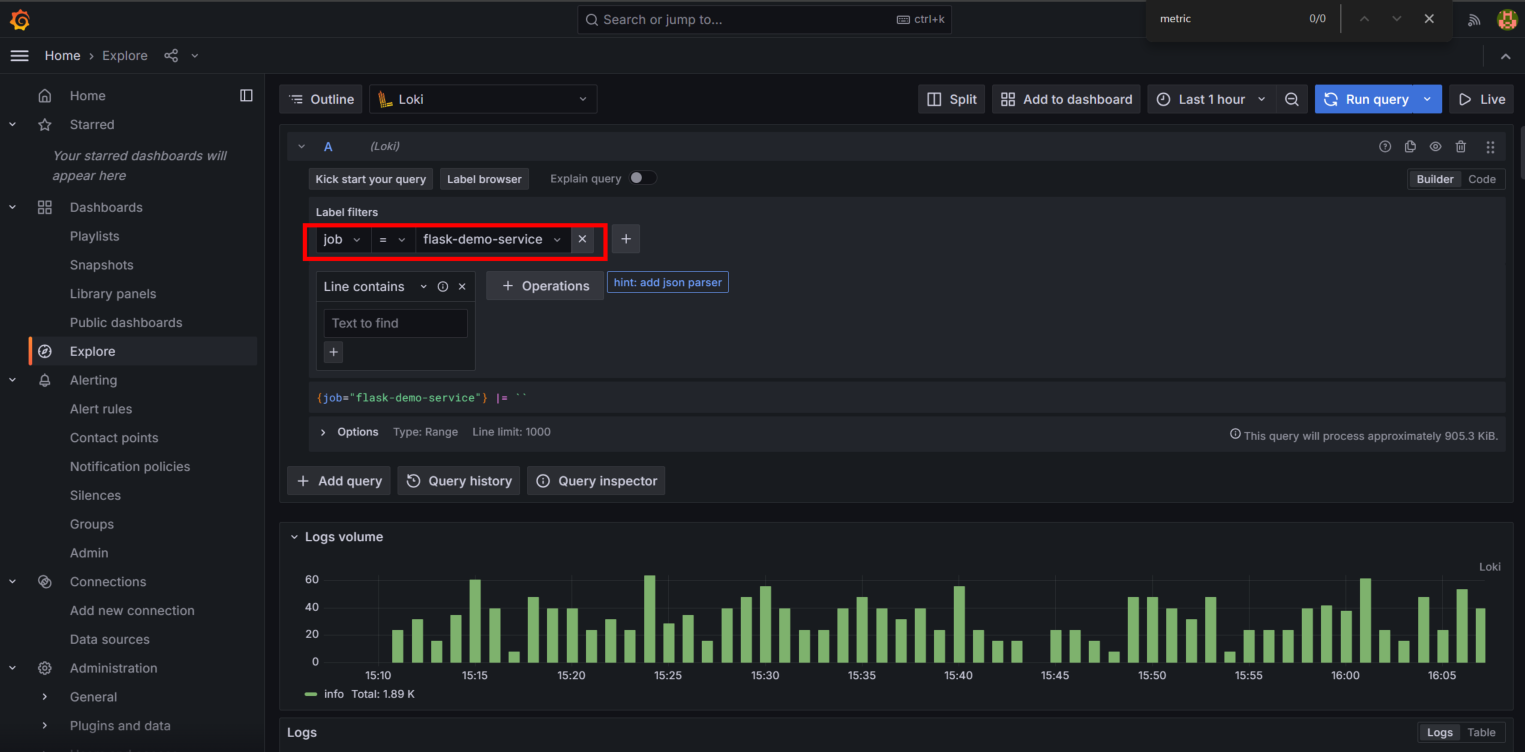 Search or jump to...
ctrl+k
metric
0/0
Home › Explore
Home
Starred
Your starred dashboards will
appear here
Dashboards
Playlists
Snapshots
Library panels
Public dashboards
Explore
Alerting
Alert rules
Contact points
Notification policies
Silences
Groups
Admin
Connections
Add new connection
Data sources
Administration
General
Plugins and data
Outline
Loki
Split
Add to dashboard
Last 1 hour
Run query
Live
A
(Loki)
Kick start your query
Label browser
Explain query
Builder
Code
Label filters
job
=
flask-demo-service
Line contains
Operations
hint: add json parser
Text to find
{job="flask-demo-service"} |= ``
Options
Type: Range
Line limit: 1000
This query will process approximately 905.3 KiB.
Add query
Query history
Query inspector
Logs volume
Loki
60
40
20
0
15:10
15:15
15:20
15:25
15:30
15:35
15:40
15:45
15:50
15:55
16:00
16:05
info Total: 1.89 K
Logs
Logs
Table